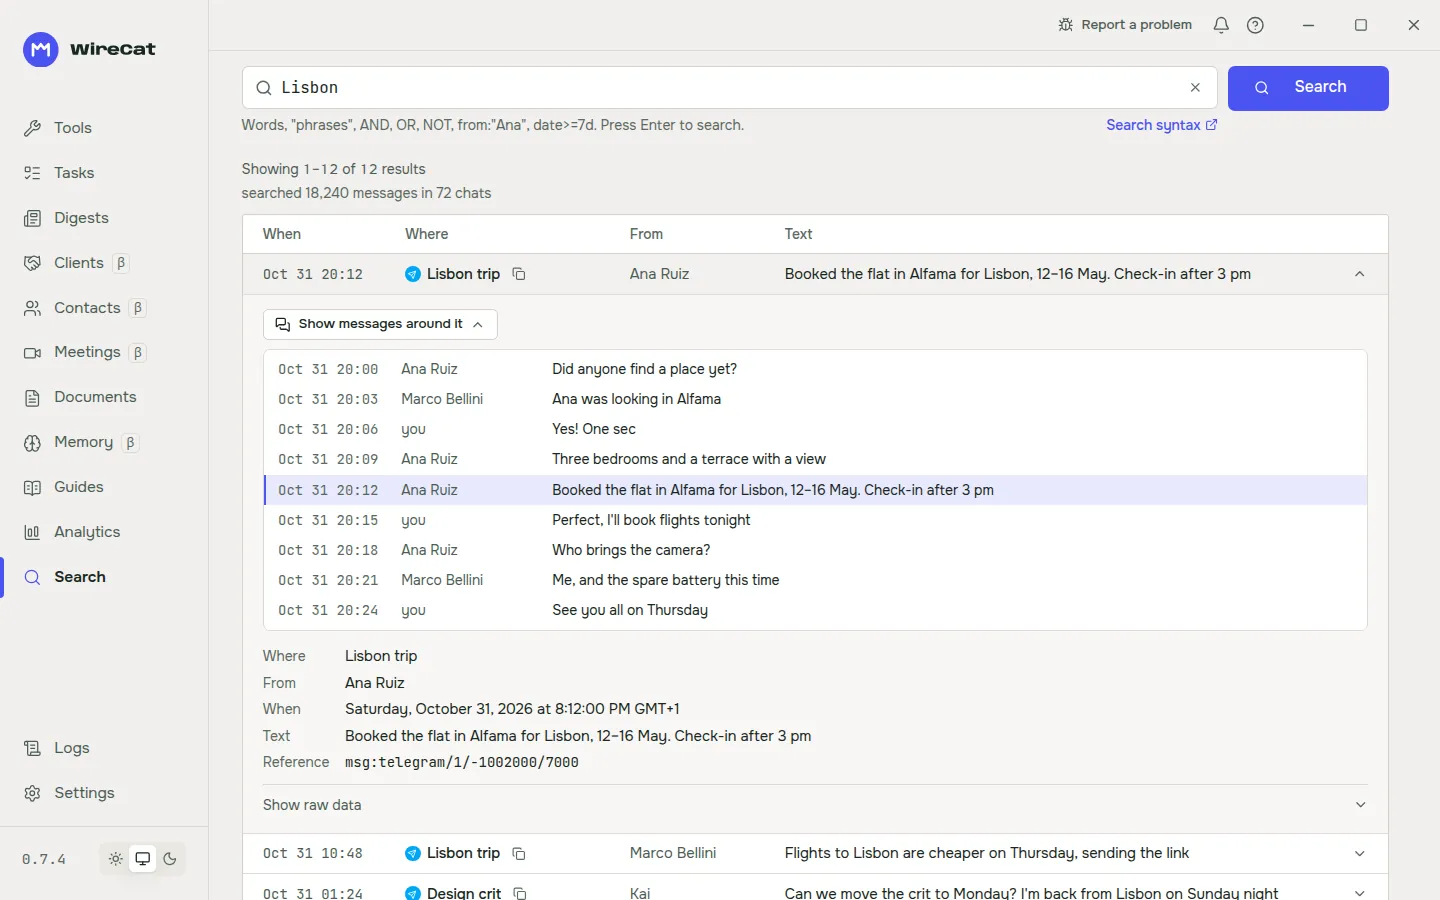 Wirecat
Report a problem
Tools
Tasks
Digests
Clients β
Contacts β
Meetings β
Documents
Memory β
Guides
Analytics
Search
Logs
Settings
0.7.4
Lisbon
Search
Words, "phrases", AND, OR, NOT, from:"Ana", date>=7d. Press Enter to search.
Search syntax
Showing 1–12 of 12 results
searched 18,240 messages in 72 chats
When Where From Text
Oct 31 20:12 Lisbon trip Ana Ruiz Booked the flat in Alfama for Lisbon, 12–16 May. Check-in after 3 pm
Show messages around it
Oct 31 20:00 Ana Ruiz Did anyone find a place yet?
Oct 31 20:03 Marco Bellini Ana was looking in Alfama
Oct 31 20:06 you Yes! One sec
Oct 31 20:09 Ana Ruiz Three bedrooms and a terrace with a view
Oct 31 20:12 Ana Ruiz Booked the flat in Alfama for Lisbon, 12–16 May. Check-in after 3 pm
Oct 31 20:15 you Perfect, I'll book flights tonight
Oct 31 20:18 Ana Ruiz Who brings the camera?
Oct 31 20:21 Marco Bellini Me, and the spare battery this time
Oct 31 20:24 you See you all on Thursday
Where Lisbon trip
From Ana Ruiz
When Saturday, October 31, 2026 at 8:12:00 PM GMT+1
Text Booked the flat in Alfama for Lisbon, 12–16 May. Check-in after 3 pm
Reference msg:telegram/1/-1002000/7000
Show raw data
Oct 31 10:48 Lisbon trip Marco Bellini Flights to Lisbon are cheaper on Thursday, sending the link
Oct 31 01:24 Design crit Kai Can we move the crit to Monday? I'm back from Lisbon on Sunday night